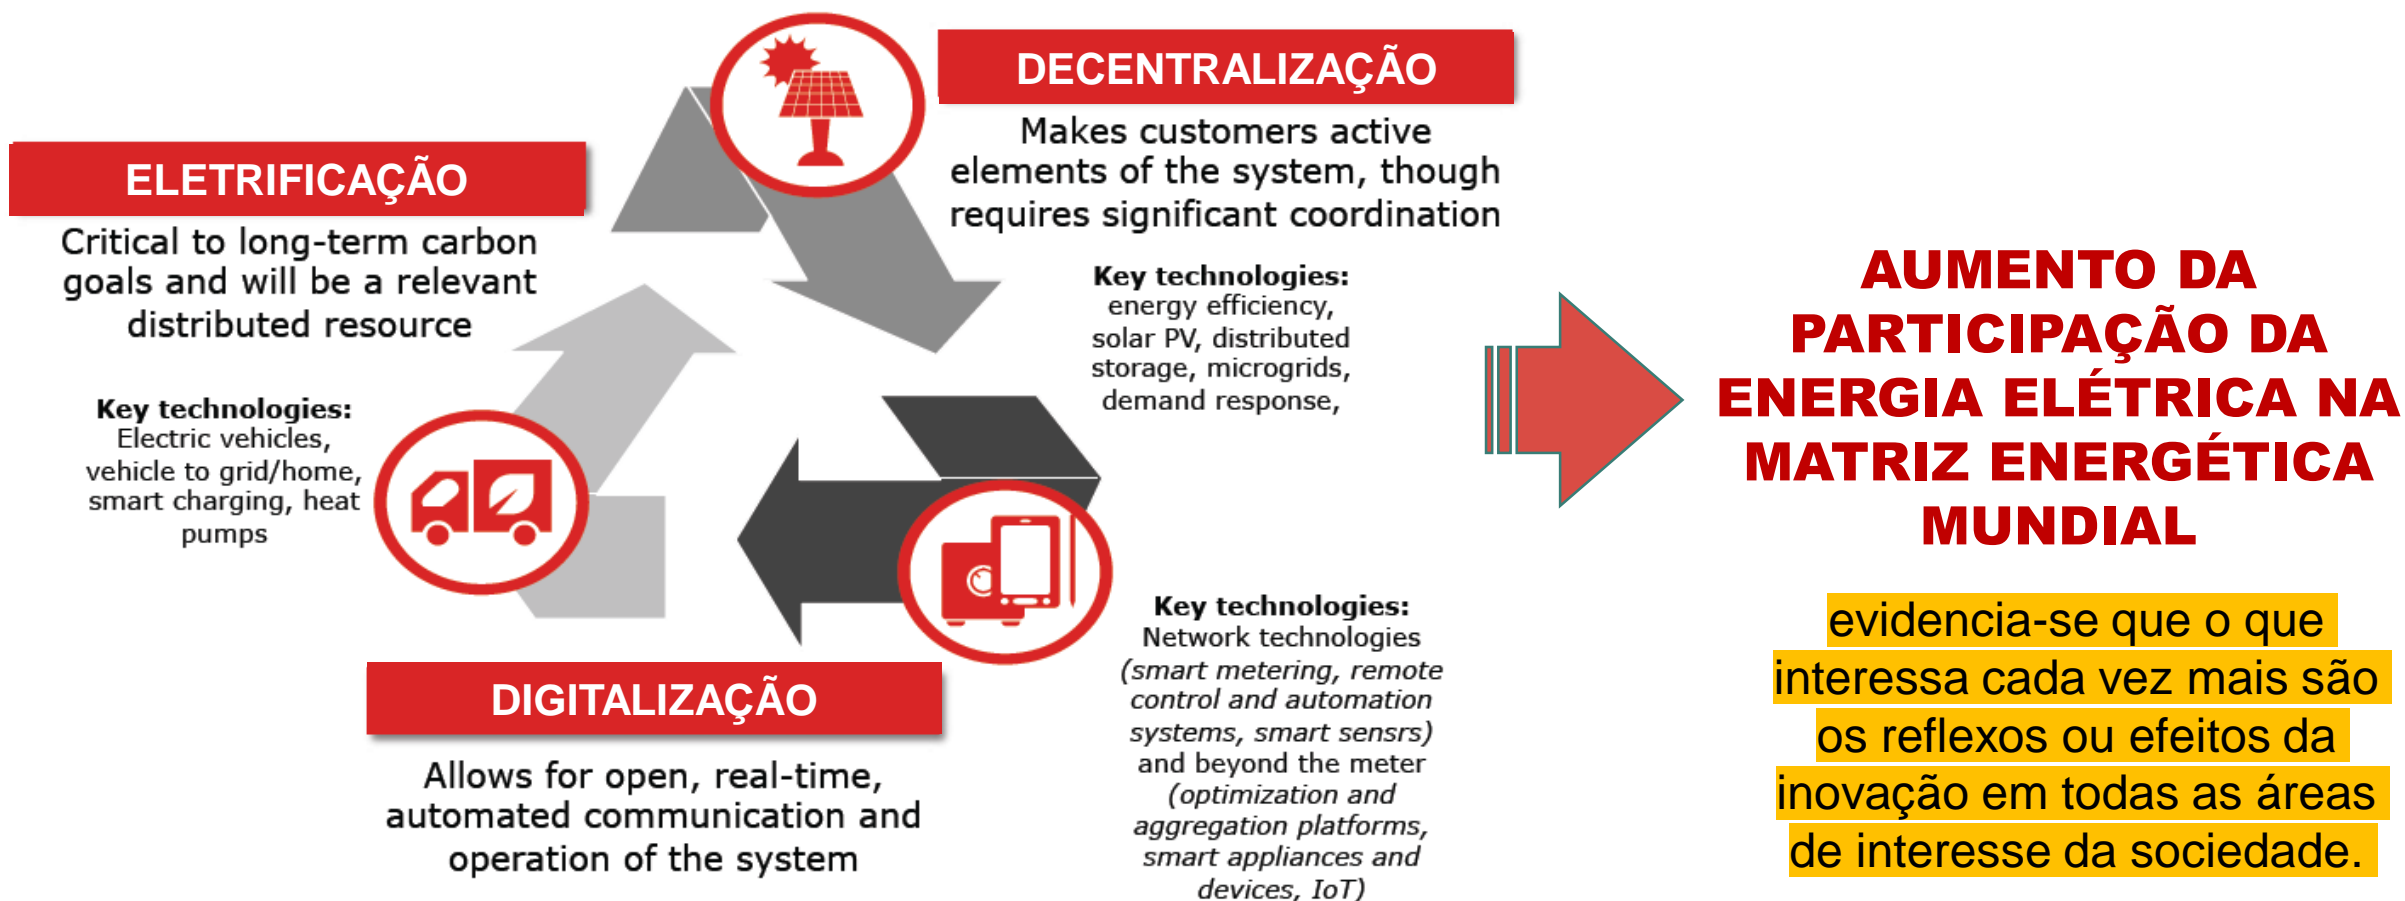 DECENTRALIZAÇÃO
Makes customers active
elements of the system, though
requires significant coordination
Key technologies:
energy efficiency,
solar PV, distributed
storage, microgrids,
demand response,
ELETRIFICAÇÃO
Critical to long-term carbon
goals and will be a relevant
distributed resource
Key technologies:
Electric vehicles,
vehicle to grid/home,
smart charging, heat
pumps
DIGITALIZAÇÃO
Allows for open, real-time,
automated communication and
operation of the system
Key technologies:
Network technologies
(smart metering, remote
control and automation
systems, smart sensrs)
and beyond the meter
(optimization and
aggregation platforms,
smart appliances and
devices, IoT)
AUMENTO DA
PARTICIPAÇÃO DA
ENERGIA ELÉTRICA NA
MATRIZ ENERGÉTICA
MUNDIAL
evidencia-se que o que
interessa cada vez mais são
os reflexos ou efeitos da
inovação em todas as áreas
de interesse da sociedade.